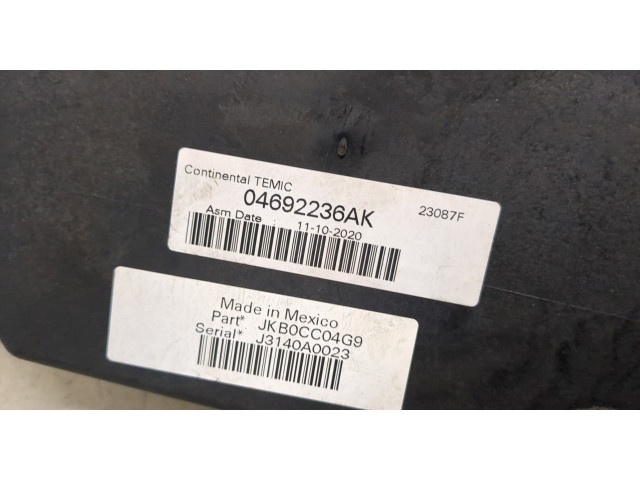 Continental TEMIC
04692236AK 23087F
Asm Date 11-10-2020
Made in Mexico
Part* JKB0CC04G9
Serial* J3140A0023